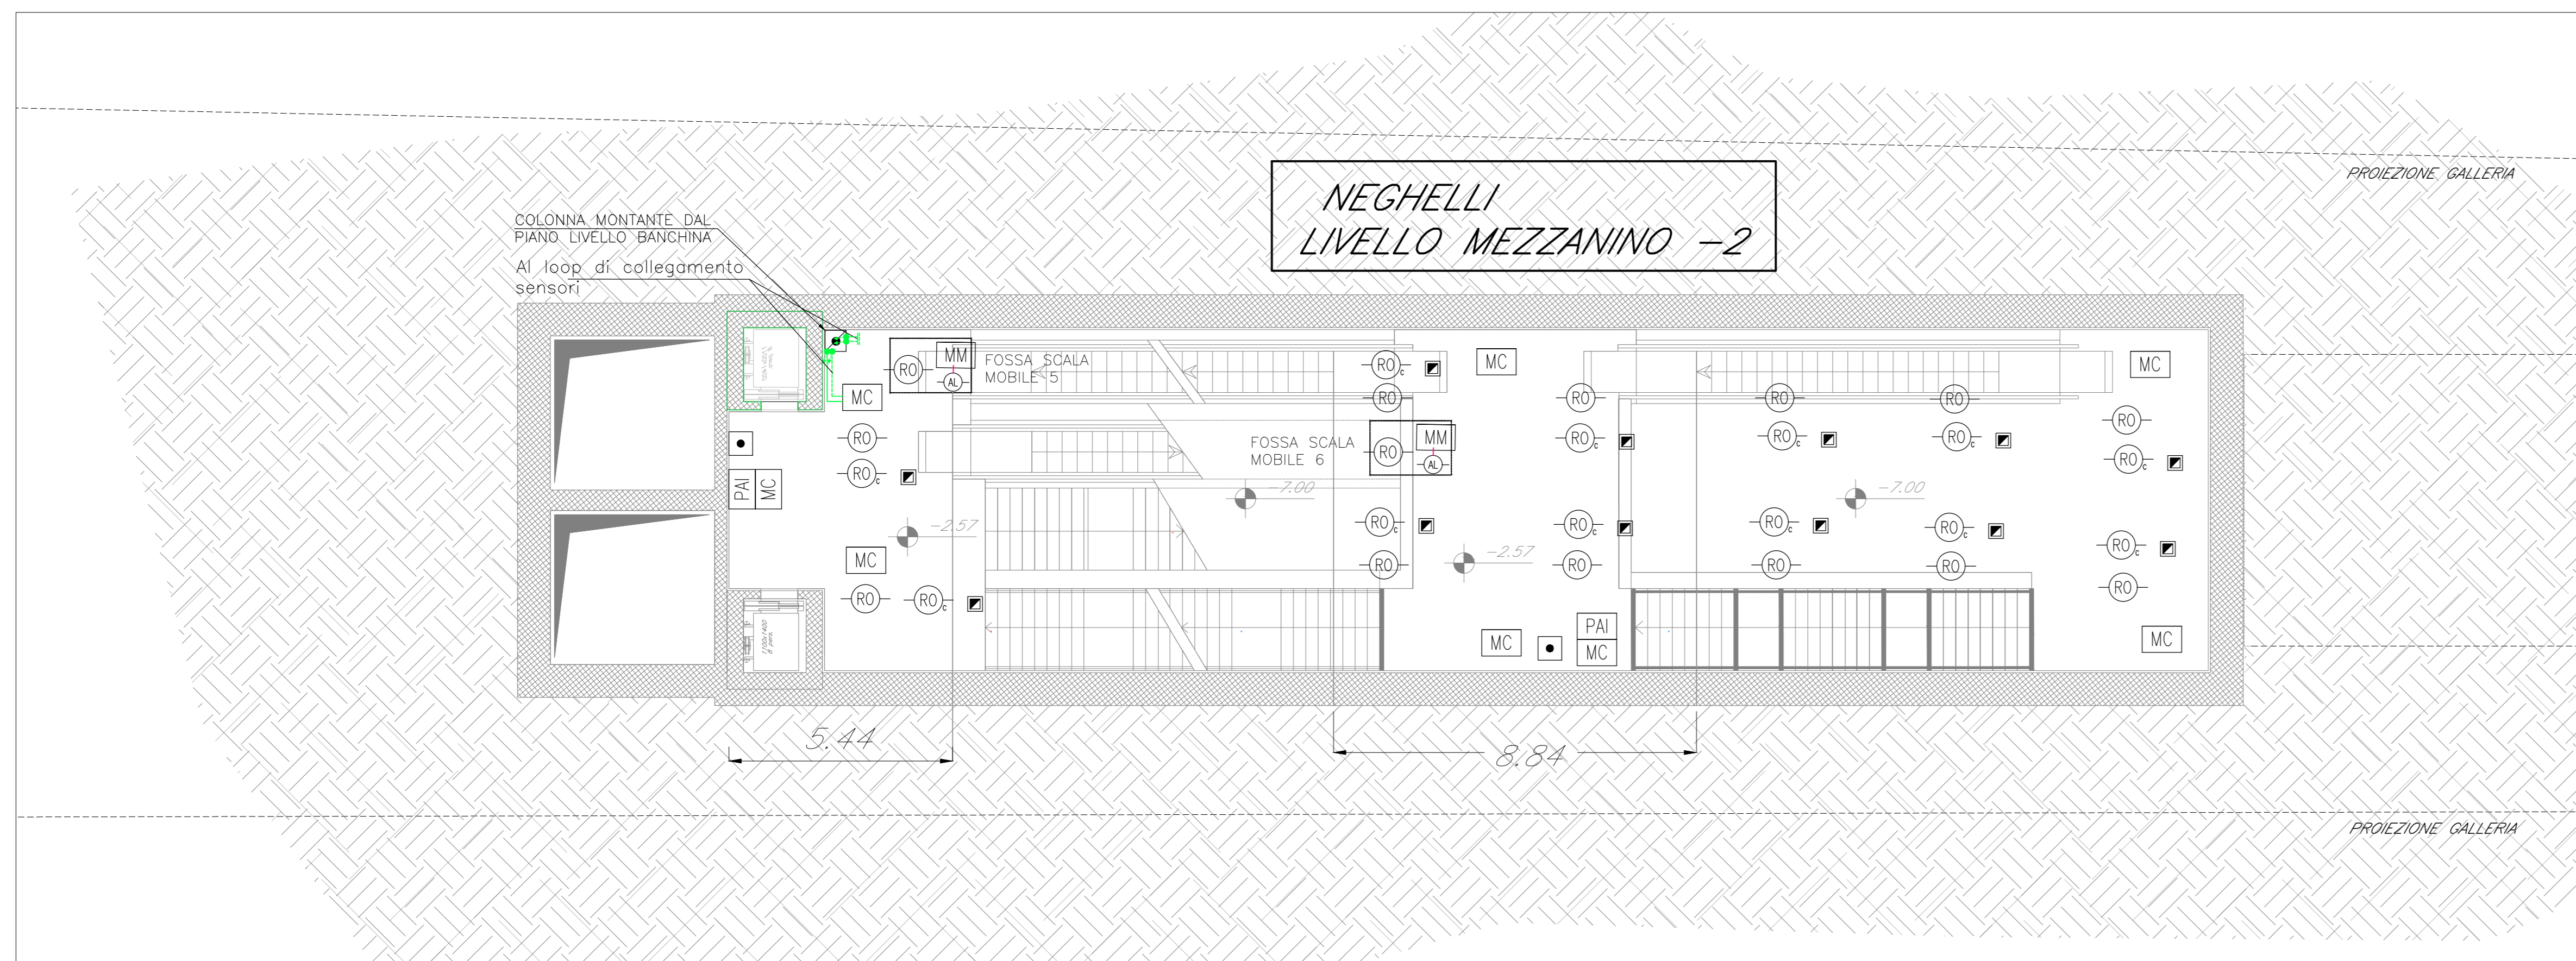 PROIEZIONE GALLERIA
NEGHELLI
LIVELLO MEZZANINO -2
COLONNA MONTANTE DAL
PIANO LIVELLO BANCHINA
Al loop di collegamento
sensori
MM
RO
AL
FOSSA SCALA
MOBILE 5
MC
RO
c
MC
MC
RO
RO
RO
RO
RO
RO
MM
FOSSA SCALA
MOBILE 6
RO
AL
RO
RO
c
RO
c
RO
c
RO
c
RO
RO
c
PAI
MC
-7.00
-7.00
-2.57
RO
c
RO
c
RO
c
RO
c
RO
c
-2.57
MC
RO
RO
RO
RO
RO
RO
RO
c
1100x1400
8 pers
PAI
MC
MC
MC
5.44
8.84
PROIEZIONE GALLERIA